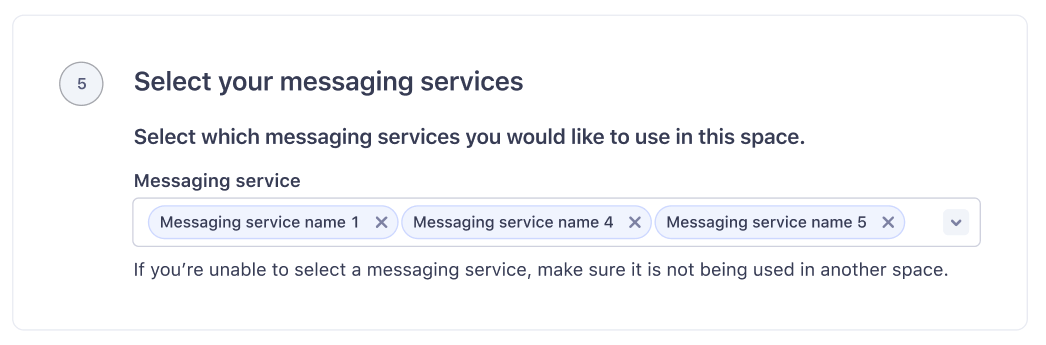 5
Select your messaging services
Select which messaging services you would like to use in this space.
Messaging service
Messaging service name 1 Messaging service name 4 Messaging service name 5
If you’re unable to select a messaging service, make sure it is not being used in another space.